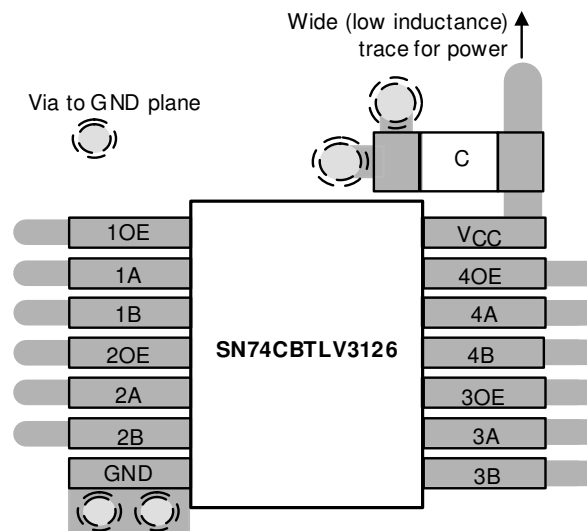 Wide (low inductance)
trace for power
Via to GND plane
C
1OE
1A
1B
2OE
2A
2B
GND
SN74CBTLV3126
VCC
4OE
4A
4B
3OE
3A
3B